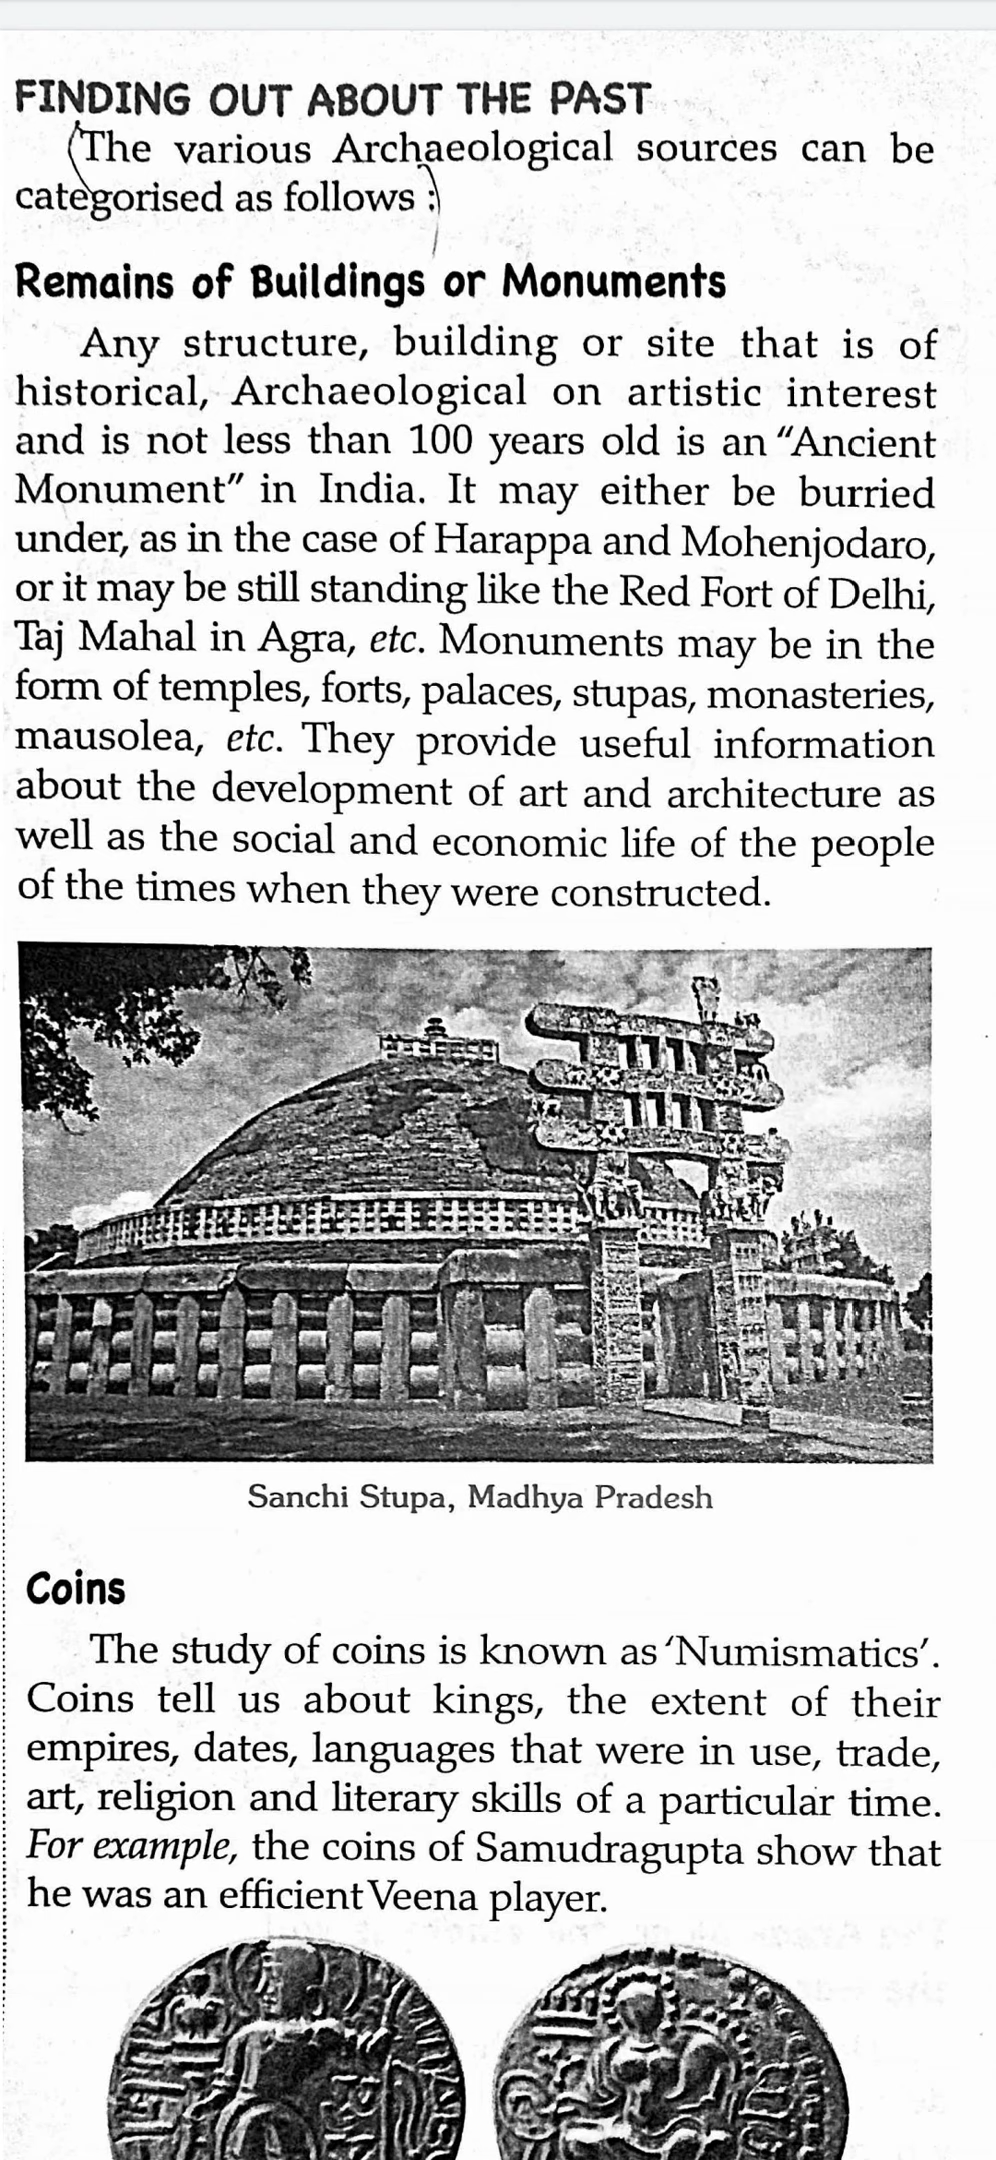 FINDING OUT ABOUT THE PAST
The various Archaeological sources can be
categorised as follows :
Remains of Buildings or Monuments
Any structure, building or site that is of
historical, Archaeological on artistic interest
and is not less than 100 years old is an “Ancient
Monument” in India. It may either be burried
under, as in the case of Harappa and Mohenjodaro,
or it may be still standing like the Red Fort of Delhi,
Taj Mahal in Agra, etc. Monuments may be in the
form of temples, forts, palaces, stupas, monasteries,
mausolea, etc. They provide useful information
about the development of art and architecture as
well as the social and economic life of the people
of the times when they were constructed.
Sanchi Stupa, Madhya Pradesh
Coins
The study of coins is known as ‘Numismatics’.
Coins tell us about kings, the extent of their
empires, dates, languages that were in use, trade,
art, religion and literary skills of a particular time.
For example, the coins of Samudragupta show that
he was an efficient Veena player.